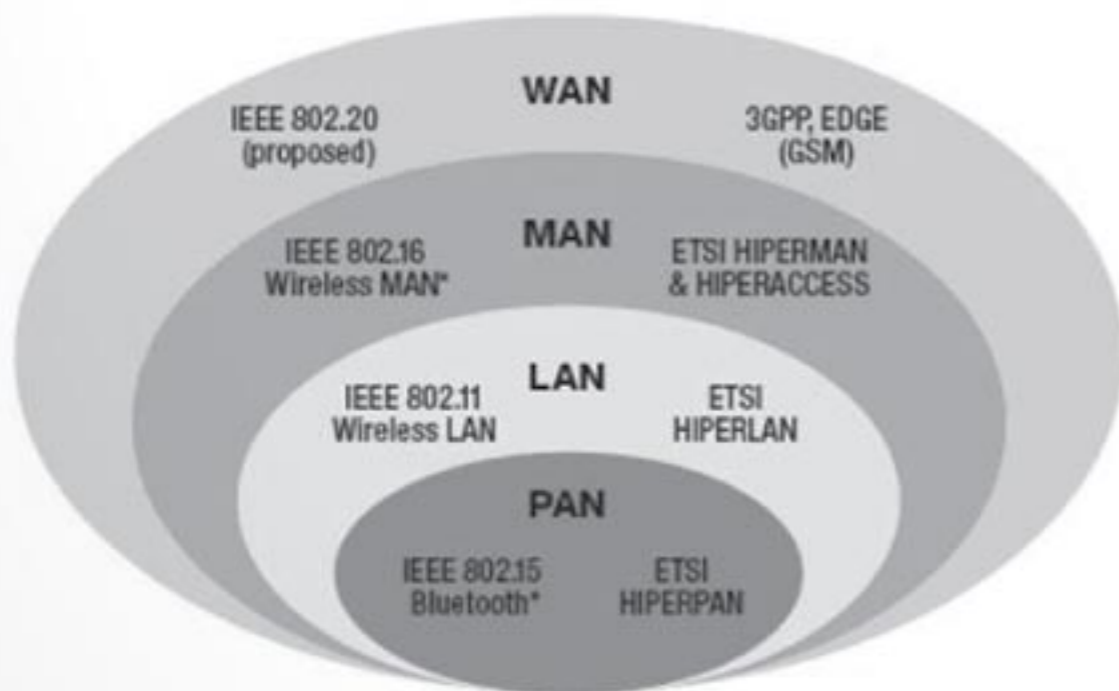 WAN
IEEE 802.20
(proposed)
3GPP, EDGE
(GSM)
MAN
IEEE 802.16
Wireless MAN*
ETSI HIPERMAN
& HIPERACCESS
LAN
IEEE 802.11
Wireless LAN
ETSI
HIPERLAN
PAN
IEEE 802.15
Bluetooth*
ETSI
HIPERPAN